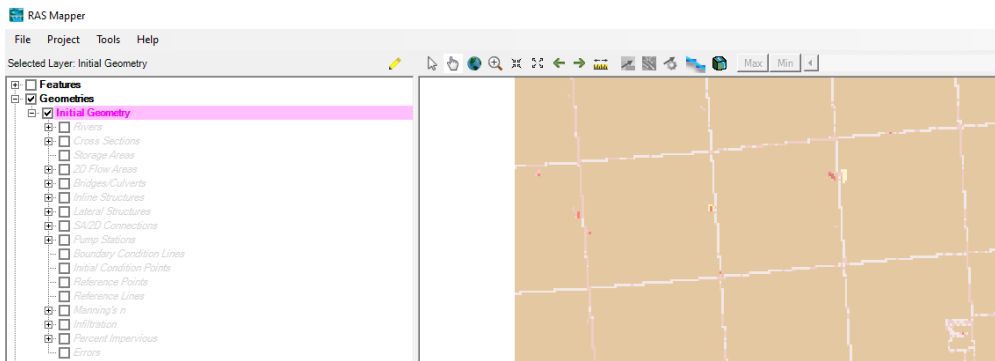 RAS Mapper
File Project Tools Help
Selected Layer: Initial Geometry
Max Min
Features
Geometries
Initial Geometry
Rivers
Cross Sections
Storage Areas
2D Flow Areas
Bridges/Culverts
Inline Structures
Lateral Structures
SA/2D Connections
Pump Stations
Boundary Condition Lines
Initial Condition Points
Reference Points
Reference Lines
Manning's n
Infiltration
Percent Impervious
Errors